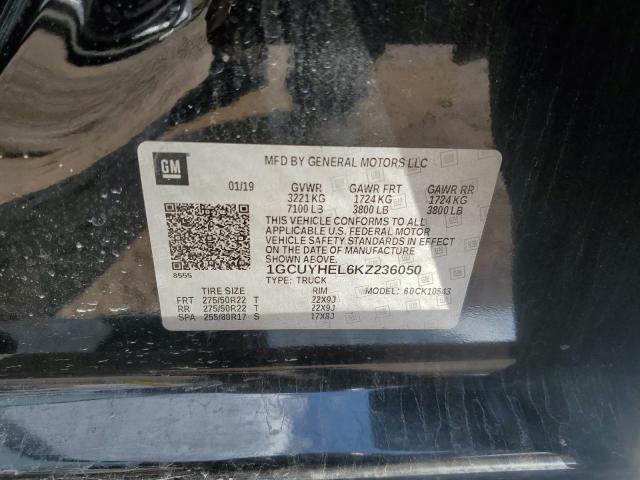 GM
MFD BY GENERAL MOTORS LLC
01/19 GVWR GAWR FRT GAWR RR
3221 KG 1724 KG 1724 KG
7100 LB 3800 LB 3800 LB
THIS VEHICLE CONFORMS TO ALL
APPLICABLE U.S. FEDERAL MOTOR
VEHICLE SAFETY STANDARDS IN EFFECT
ON THE DATE OF MANUFACTURE SHOWN ABOVE.
1GCUYHEL6KZ236050
8555 TYPE: TRUCK
TIRE SIZE RIM MODEL: 60CK10543
FRT 275/50R22 T 22X9J
RR 275/50R22 T 22X9J
SPA 255/80R17 S 17X8J